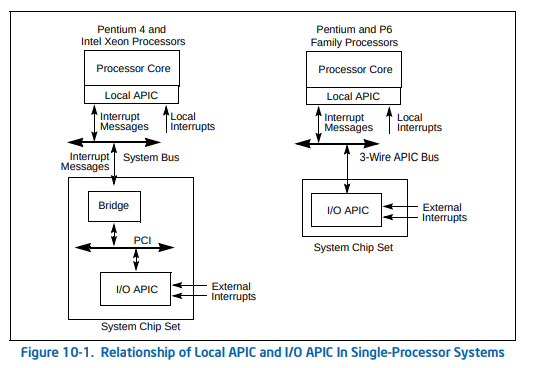 Pentium 4 and
Intel Xeon Processors
Processor Core
Local APIC
Interrupt
Messages
Local
Interrupts
Interrupt
Messages
System Bus
Bridge
PCI
I/O APIC
External
Interrupts
System Chip Set
Pentium and P6
Family Processors
Processor Core
Local APIC
Interrupt
Messages
Local
Interrupts
3-Wire APIC Bus
I/O APIC
External
Interrupts
System Chip Set
Figure 10-1. Relationship of Local APIC and I/O APIC In Single-Processor Systems